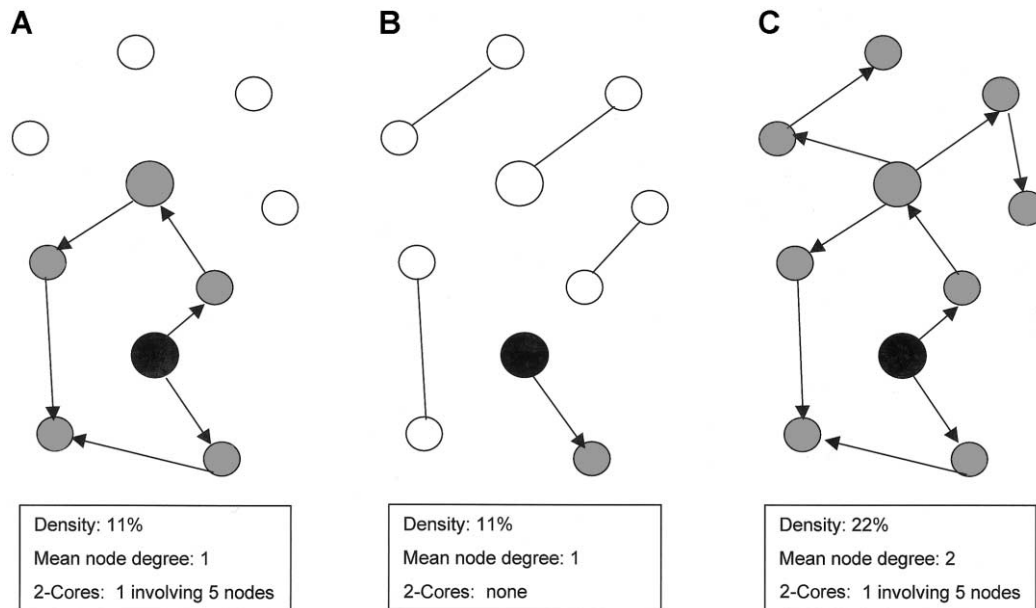 A
B
C
Density: 11%
Mean node degree: 1
2-Cores: 1 involving 5 nodes
Density: 11%
Mean node degree: 1
2-Cores: none
Density: 22%
Mean node degree: 2
2-Cores: 1 involving 5 nodes